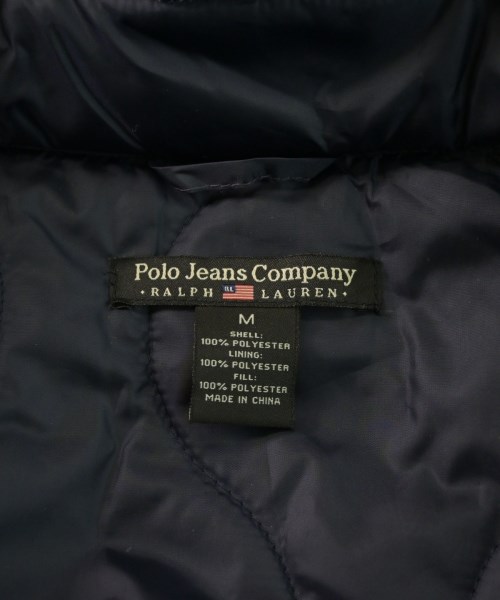 Polo Jeans Company
• RALPH LAUREN •
M
SHELL:
100% POLYESTER
LINING:
100% POLYESTER
FILL:
100% POLYESTER
MADE IN CHINA